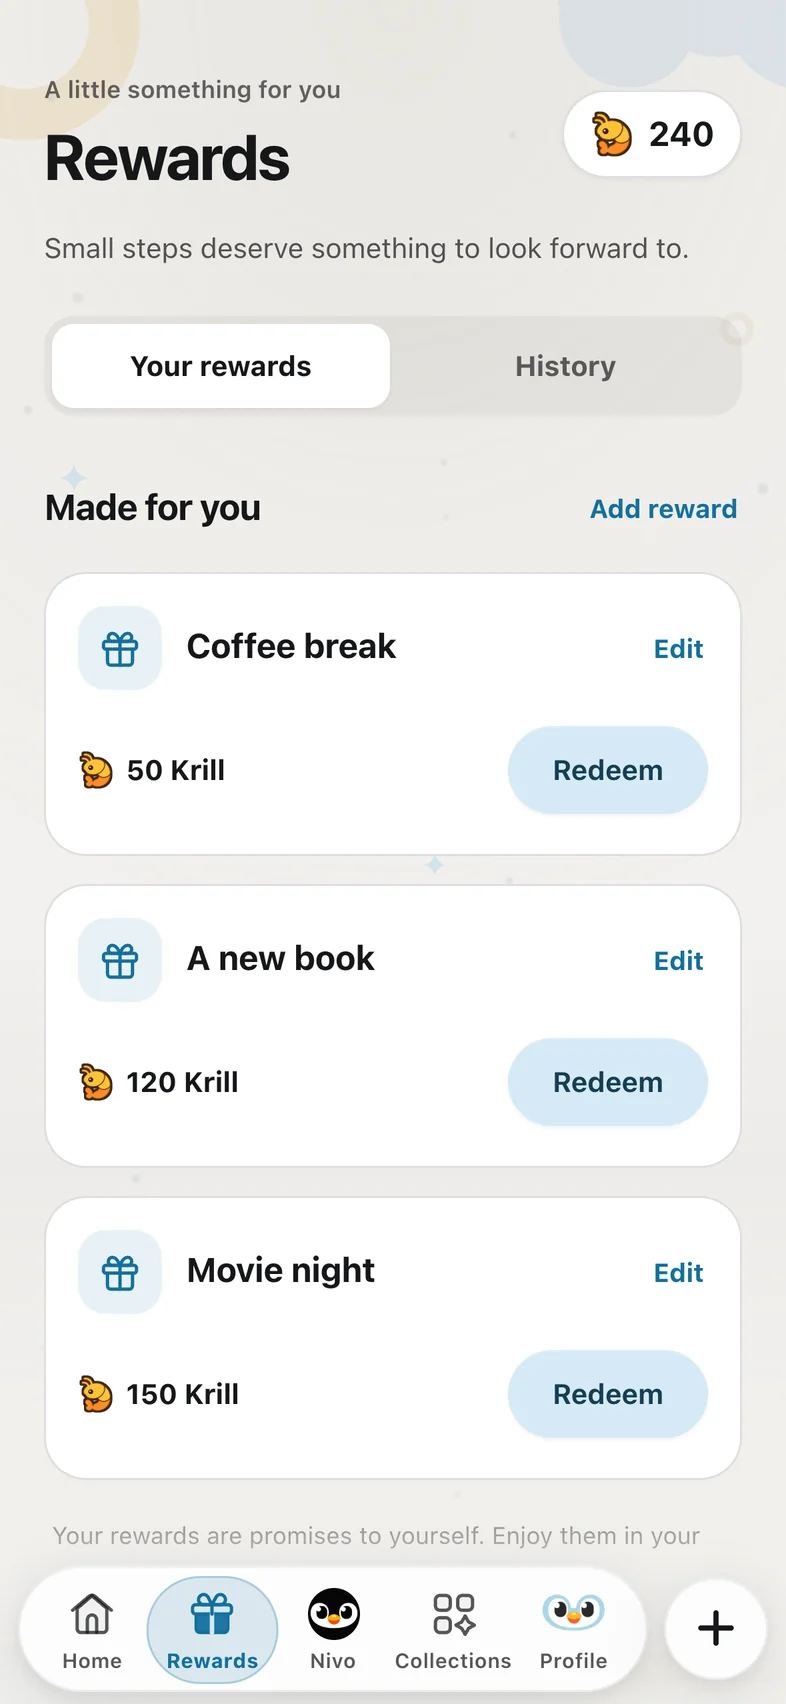 A little something for you
Rewards
240
Small steps deserve something to look forward to.
Your rewards
History
Made for you
Add reward
Coffee break
Edit
50 Krill
Redeem
A new book
Edit
120 Krill
Redeem
Movie night
Edit
150 Krill
Redeem
Your rewards are promises to yourself. Enjoy them in your
Home
Rewards
Nivo
Collections
Profile